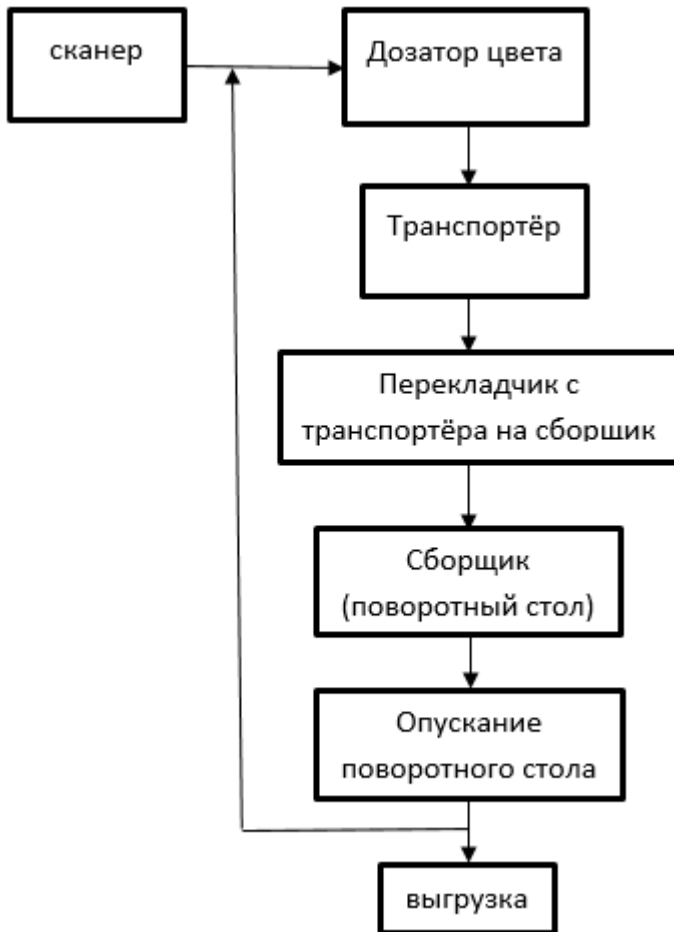 сканер
Дозатор цвета
Транспортёр
Перекладчик с
транспортёра на сборщик
Сборщик
(поворотный стол)
Опускание
поворотного стола
выгрузка